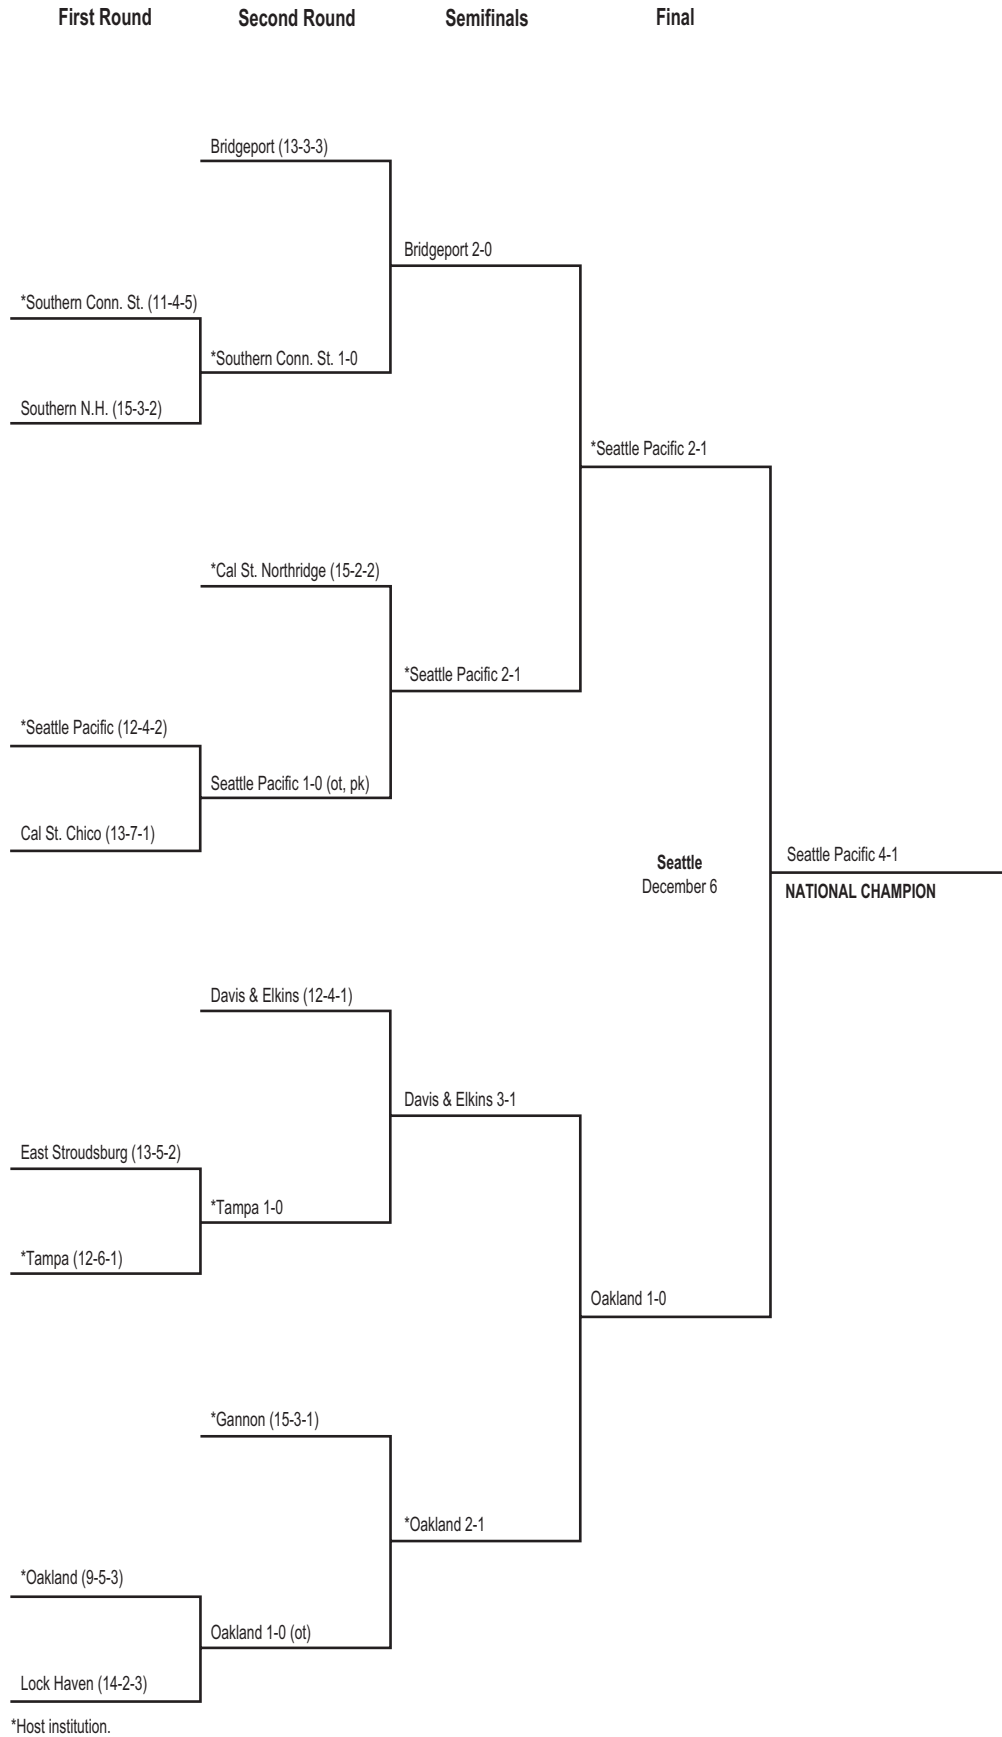 First Round Second Round Semifinals Final
Bridgeport (13-3-3)
Bridgeport 2-0
*Southern Conn. St. (11-4-5)
*Southern Conn. St. 1-0
Southern N.H. (15-3-2)
*Seattle Pacific 2-1
*Cal St. Northridge (15-2-2)
*Seattle Pacific 2-1
*Seattle Pacific (12-4-2)
Seattle Pacific 1-0 (ot, pk)
Cal St. Chico (13-7-1)
Seattle
December 6
Seattle Pacific 4-1
NATIONAL CHAMPION
Davis & Elkins (12-4-1)
Davis & Elkins 3-1
East Stroudsburg (13-5-2)
*Tampa 1-0
*Tampa (12-6-1)
Oakland 1-0
*Gannon (15-3-1)
*Oakland 2-1
*Oakland (9-5-3)
Oakland 1-0 (ot)
Lock Haven (14-2-3)
*Host institution.